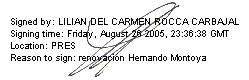 Signed by: LILIAN DEL CARMEN ROCCA CARBAJAL
Signing time: Friday, August 26 2005, 23:36:38 GMT
Location: PRES
Reason to sign: renovación Hernando Montoya